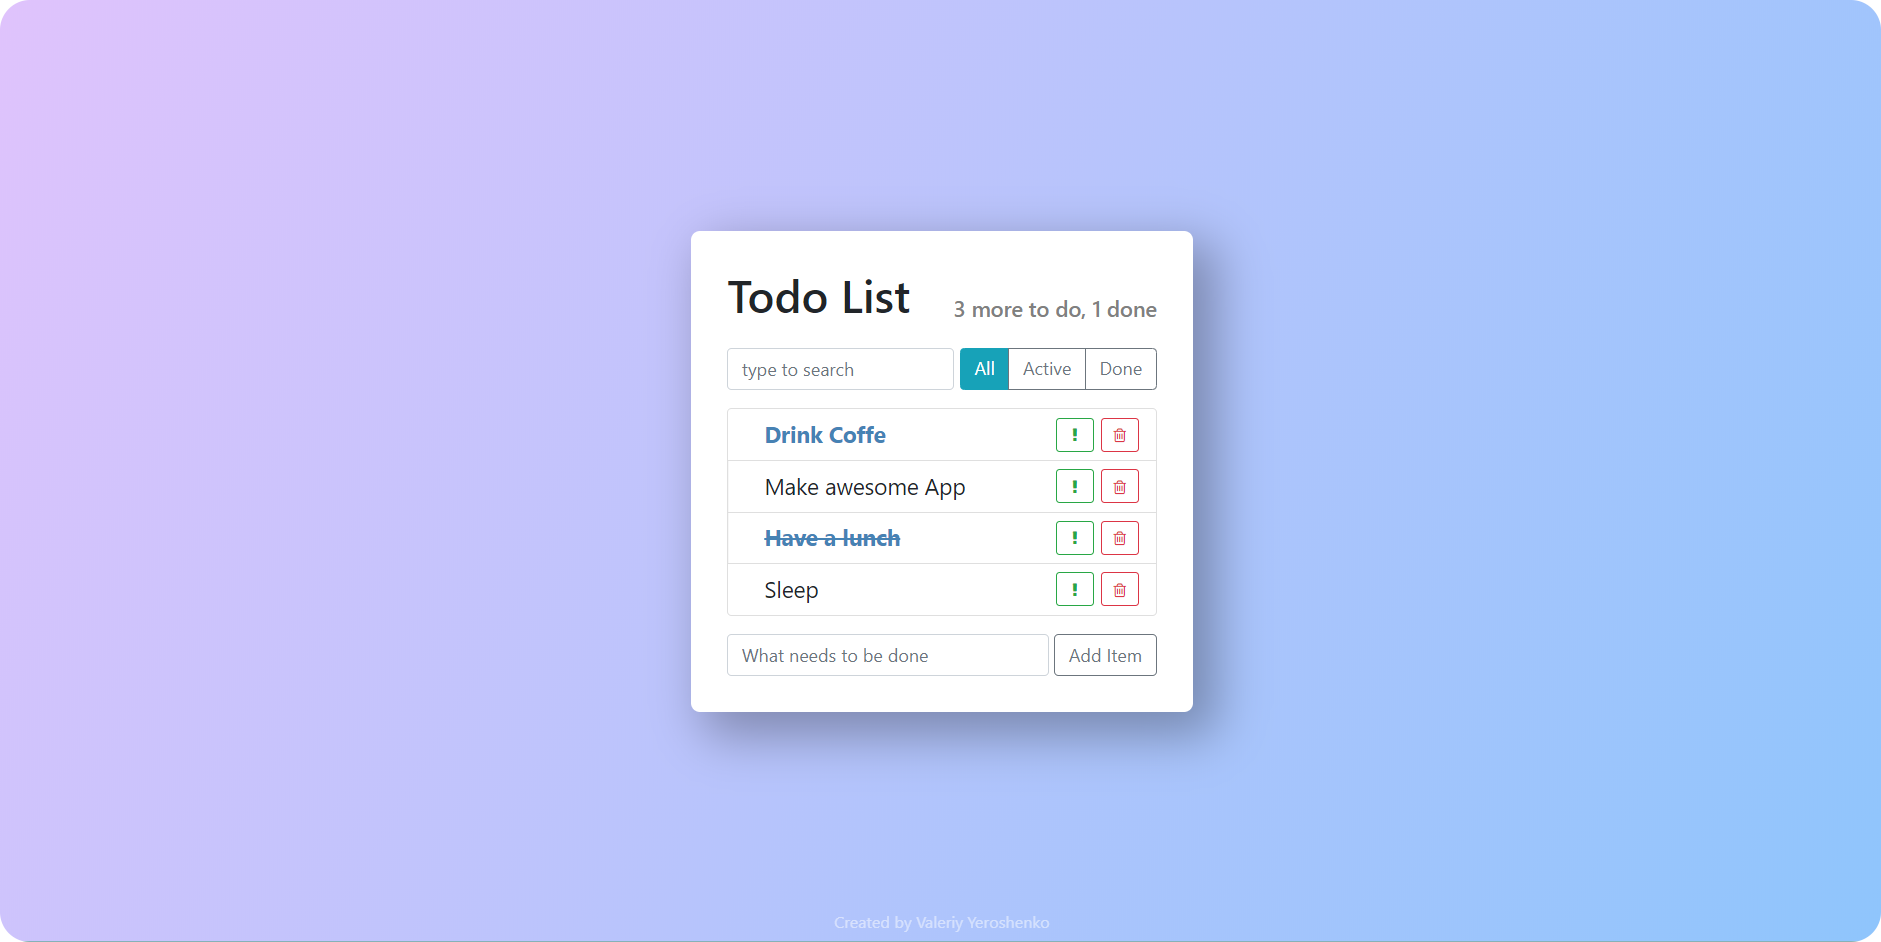 Todo List
3 more to do, 1 done
type to search
All Active Done
Drink Coffe
Make awesome App
Have a lunch
Sleep
What needs to be done
Add Item
Created by Valeriy Yeroshenko